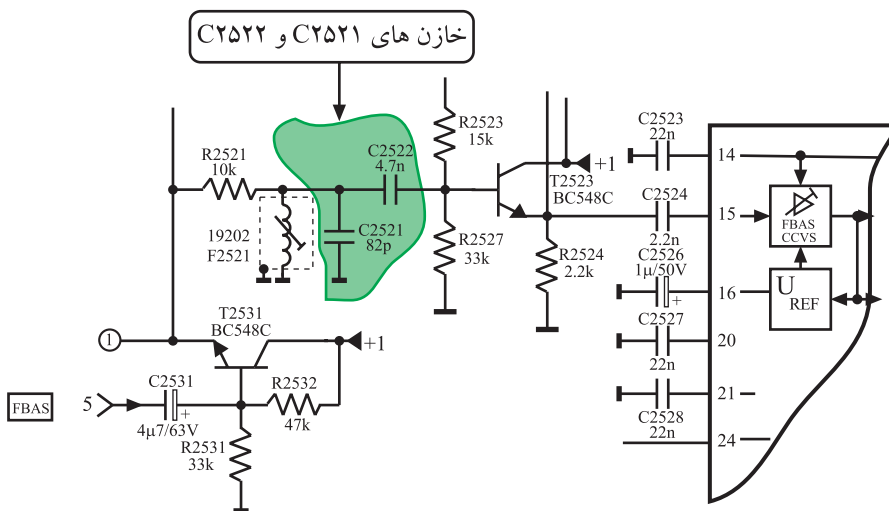 خازن های C۲۵۲۱ و C۲۵۲۲
R2521
10k
C2522
4.7n
R2523
15k
+1
T2523
BC548C
C2523
22n
14
C2524
2.2n
15
FBAS
CCVS
19202
F2521
C2521
82p
R2527
33k
R2524
2.2k
C2526
1µ/50V
+
16
U
REF
T2531
BC548C
1
+1
C2527
22n
20
FBAS
5
C2531
+
4µ7/63V
R2532
47k
21
C2528
22n
R2531
33k
24